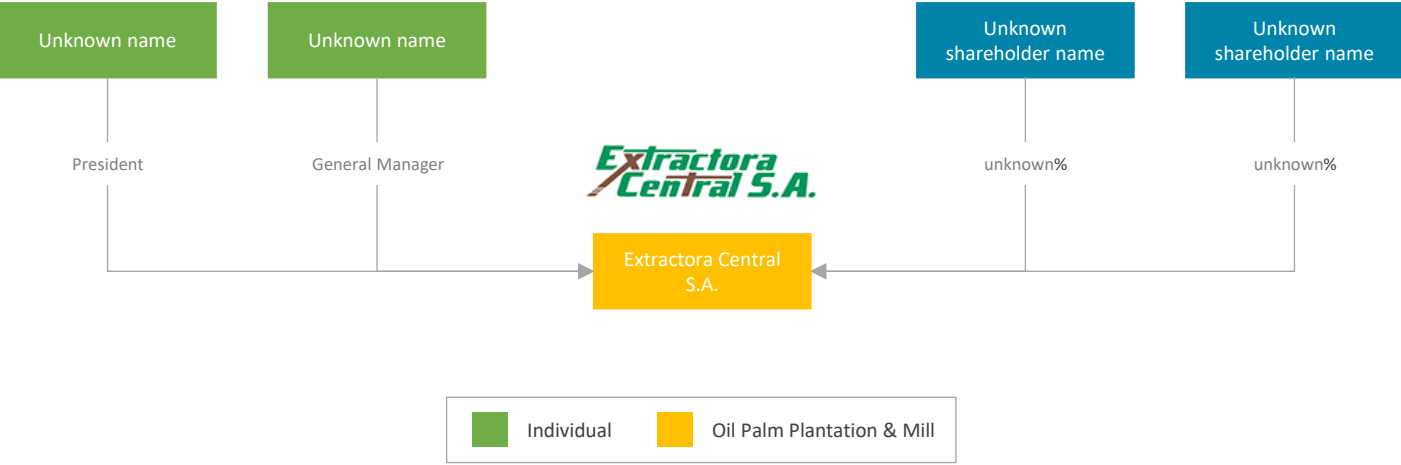 Unknown name
Unknown name
Unknown
shareholder name
Unknown
shareholder name
President
General Manager
unknown%
unknown%
Extractora
Central S.A.
Extractora Central
S.A.
Individual
Oil Palm Plantation & Mill